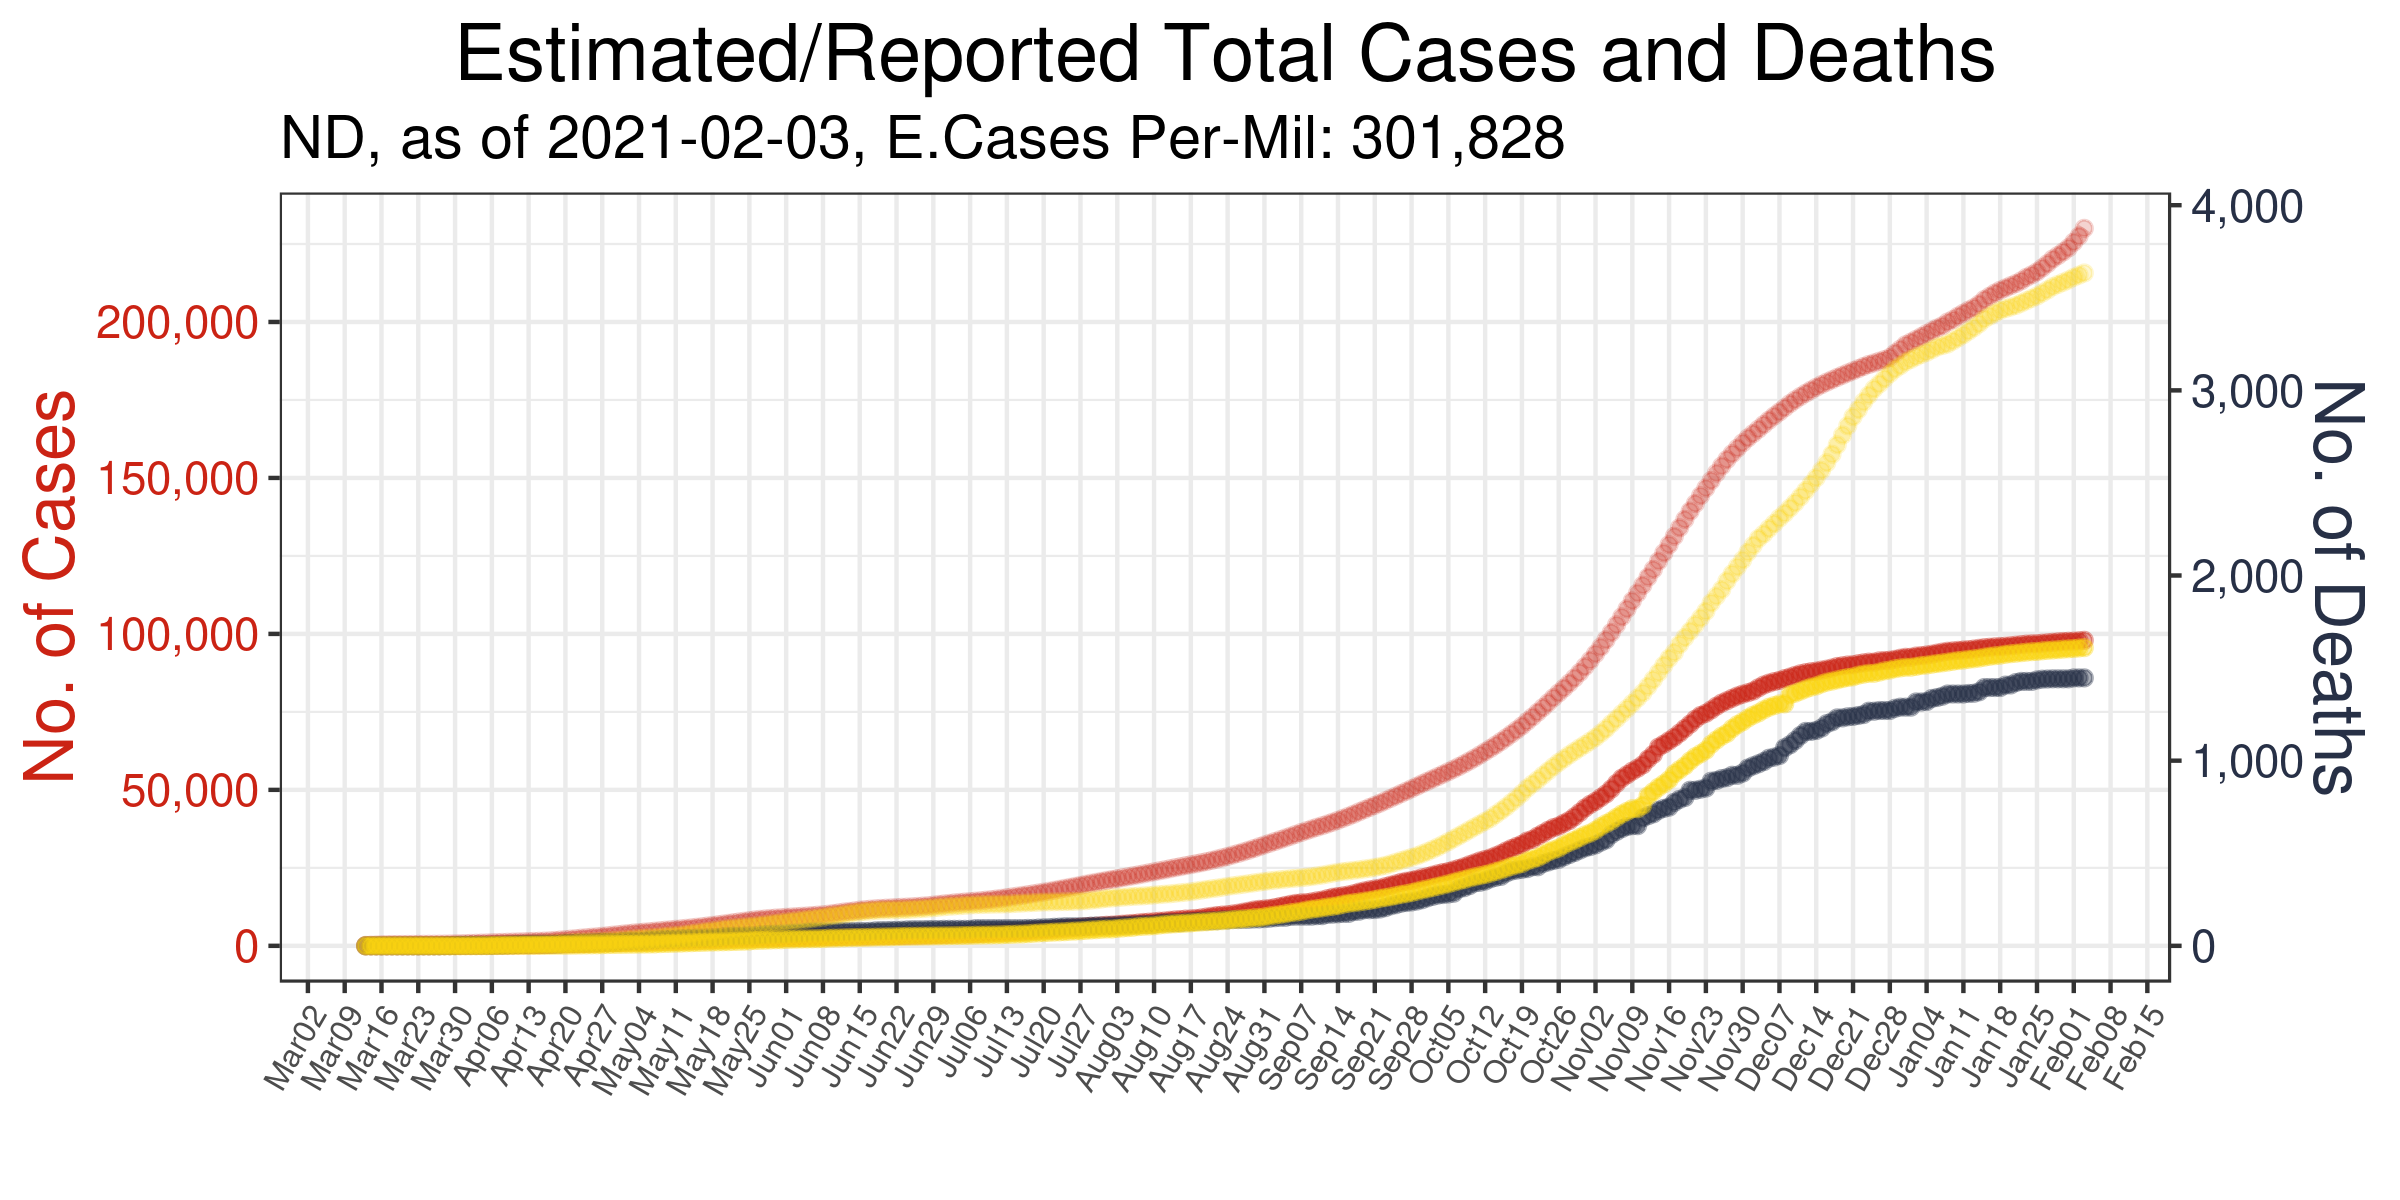 Estimated/Reported Total Cases and Deaths
ND, as of 2021-02-03, E.Cases Per-Mil: 301,828
No. of Cases
200,000
150,000
100,000
50,000
0
4,000
3,000
2,000
1,000
0
No. of Deaths
Mar02 Mar09 Mar16 Mar23 Mar30 Apr06 Apr13 Apr20 Apr27 May04 May11 May18 May25 Jun01 Jun08 Jun15 Jun22 Jun29 Jul06 Jul13 Jul20 Jul27 Aug03 Aug10 Aug17 Aug24 Aug31 Sep07 Sep14 Sep21 Sep28 Oct05 Oct12 Oct19 Oct26 Nov02 Nov09 Nov16 Nov23 Nov30 Dec07 Dec14 Dec21 Dec28 Jan04 Jan11 Jan18 Jan25 Feb01 Feb08 Feb15